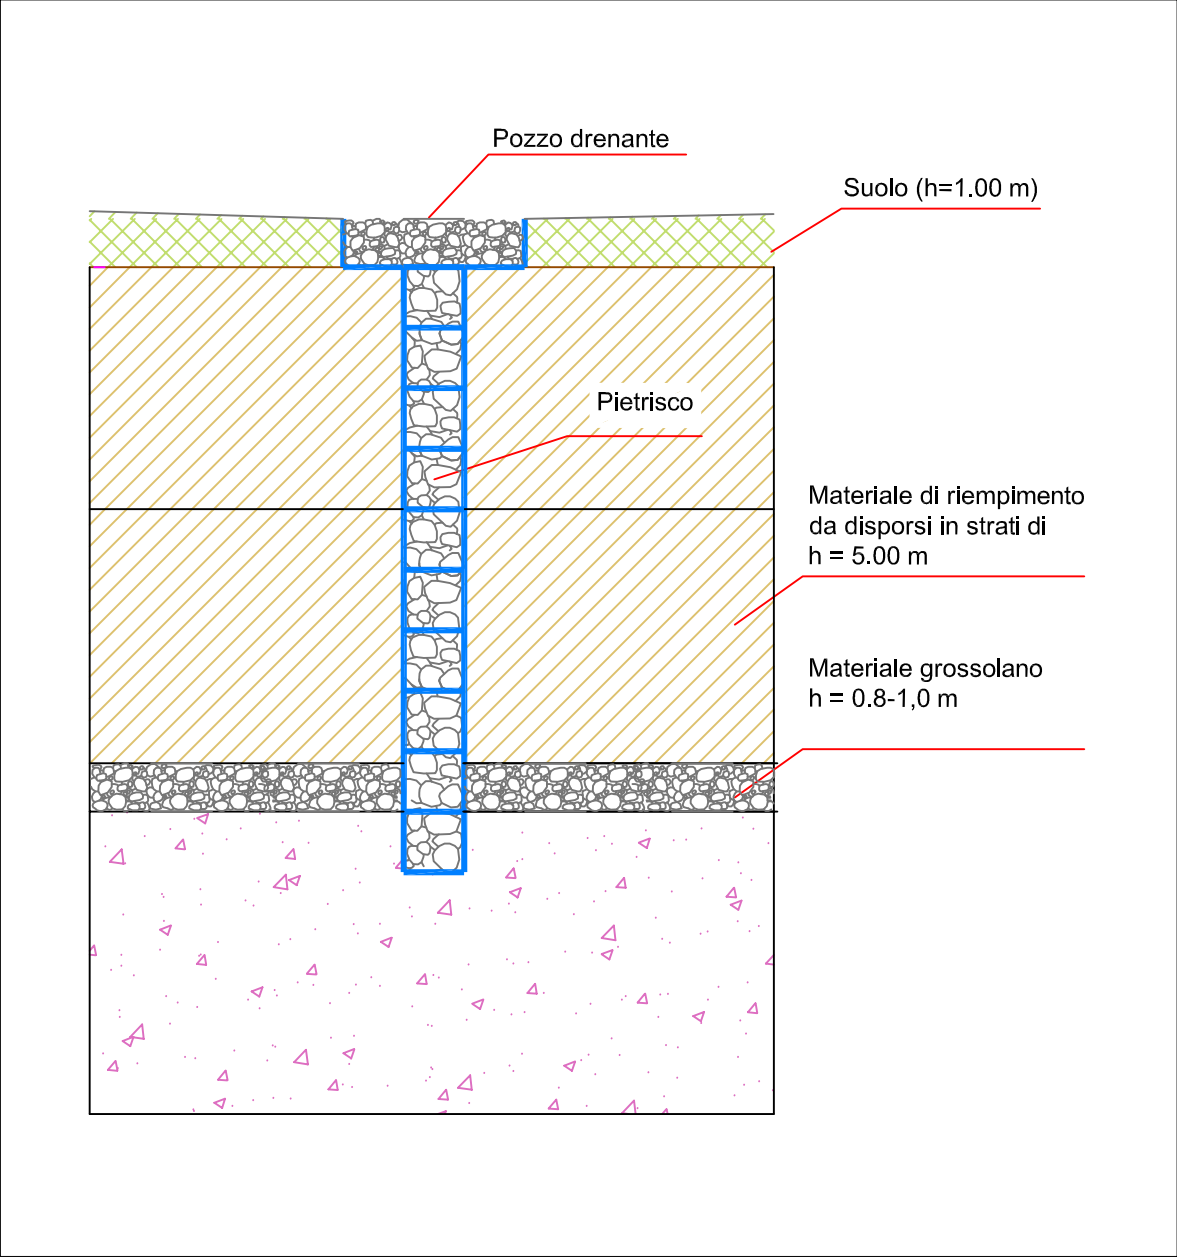 Pozzo drenante
Suolo (h=1.00 m)
Pietrisco
Materiale di riempimento
da disporsi in strati di
h = 5.00 m
Materiale grossolano
h = 0.8-1,0 m